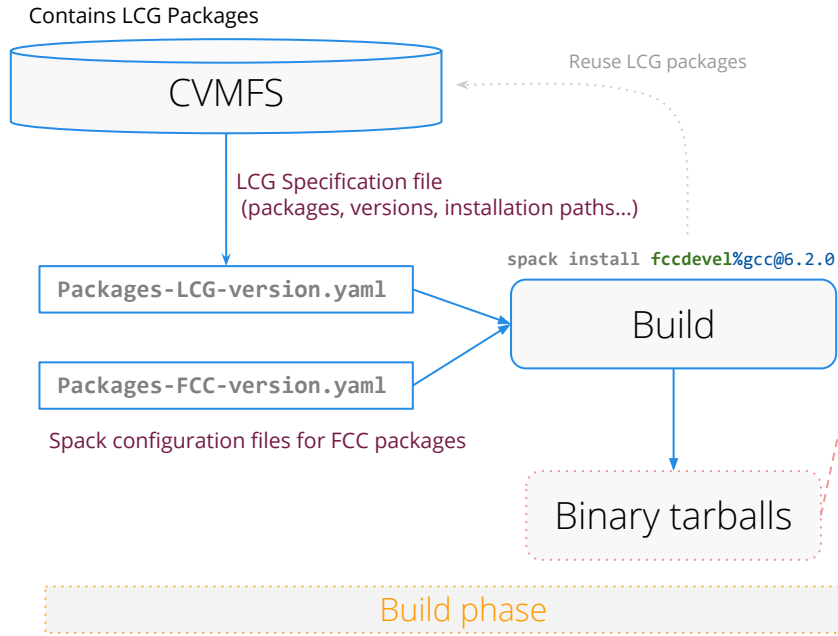 Contains LCG Packages
CVMFS
Reuse LCG packages
LCG Specification file
(packages, versions, installation paths...)
spack install fccdevel%gcc@6.2.0
Packages-LCG-version.yaml
Build
Packages-FCC-version.yaml
Spack configuration files for FCC packages
Binary tarballs
Build phase